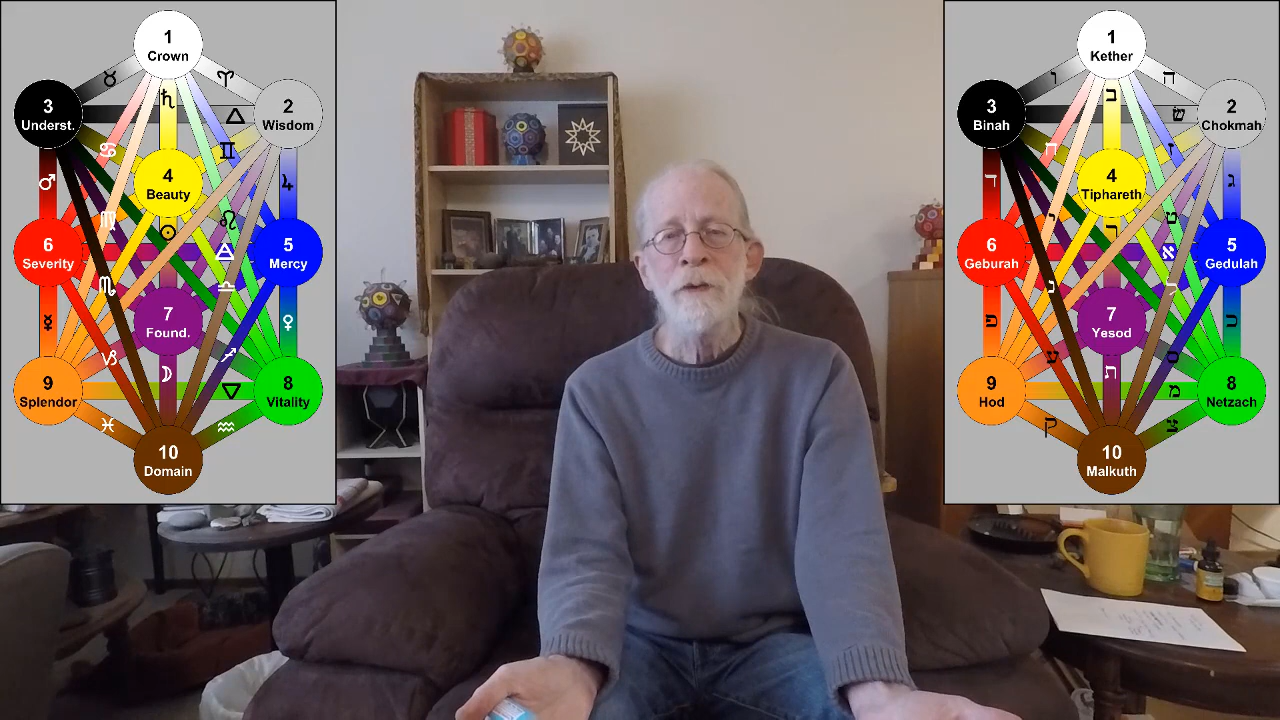 1
Crown
♉ ♈
♄
3
Underst.
2
Wisdom
△
♋ ♊
♂
4
Beauty
♃
♍ ♌
☉
6
Severity
🜁
5
Mercy
♏ ♎
☿
7
Found.
♀
♑ ♐
☽
9
Splendor
▽
8
Vitality
♓ ♒
10
Domain
1
Kether
ו ה
ב
3
Binah
ש
2
Chokmah
ח ז
ד
4
Tiphareth
ג
י ט
ר
6
Geburah
א
5
Gedulah
נ ל
פ
7
Yesod
כ
ע ס
ת
9
Hod
מ
8
Netzach
ק צ
10
Malkuth